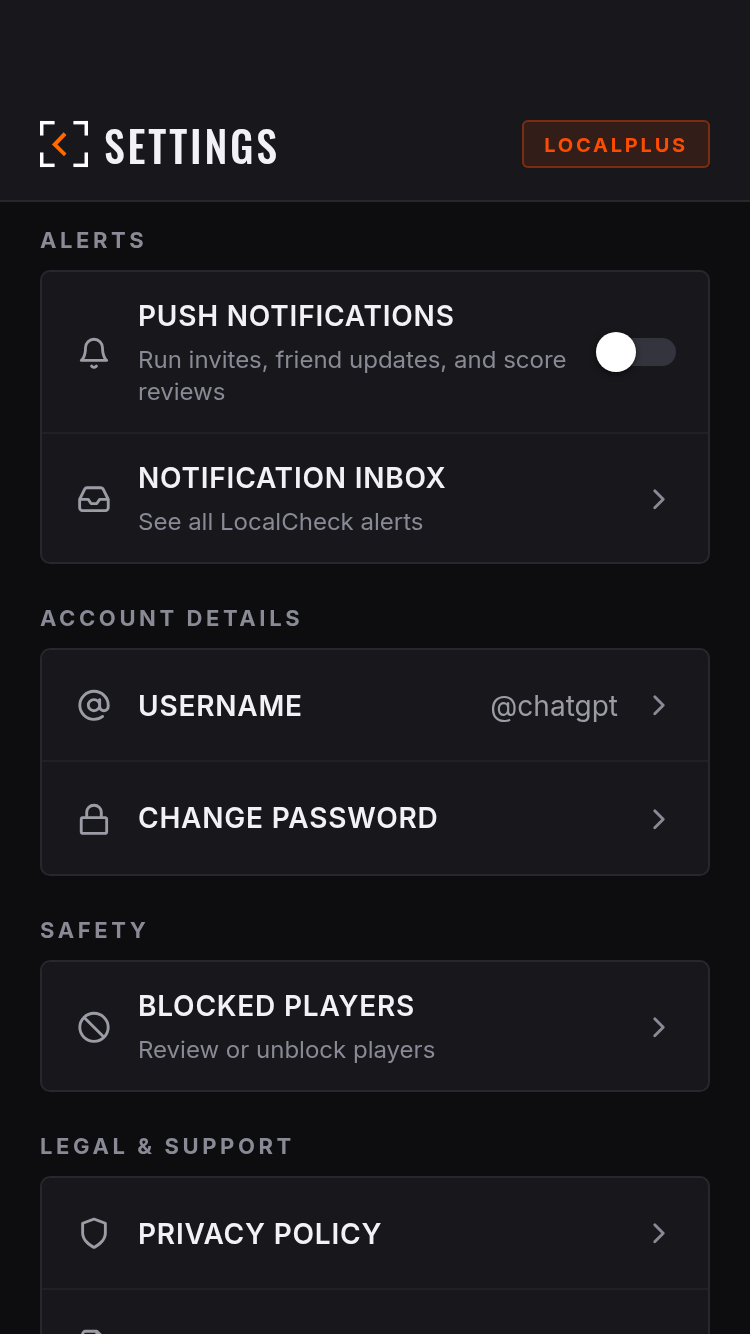 SETTINGS
LOCALPLUS
ALERTS
PUSH NOTIFICATIONS
Run invites, friend updates, and score
reviews
NOTIFICATION INBOX
See all LocalCheck alerts
ACCOUNT DETAILS
USERNAME
@chatgpt
CHANGE PASSWORD
SAFETY
BLOCKED PLAYERS
Review or unblock players
LEGAL & SUPPORT
PRIVACY POLICY